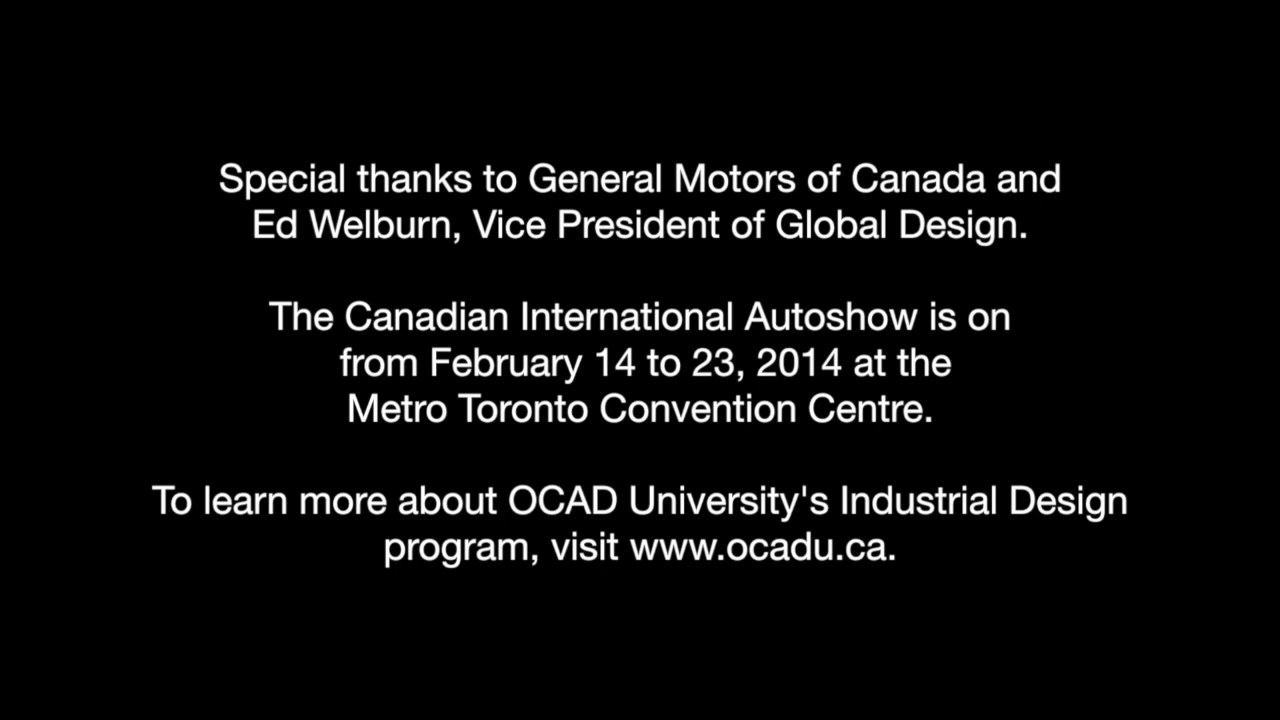 Special thanks to General Motors of Canada and
Ed Welburn, Vice President of Global Design.
The Canadian International Autoshow is on
from February 14 to 23, 2014 at the
Metro Toronto Convention Centre.
To learn more about OCAD University's Industrial Design
program, visit www.ocadu.ca.